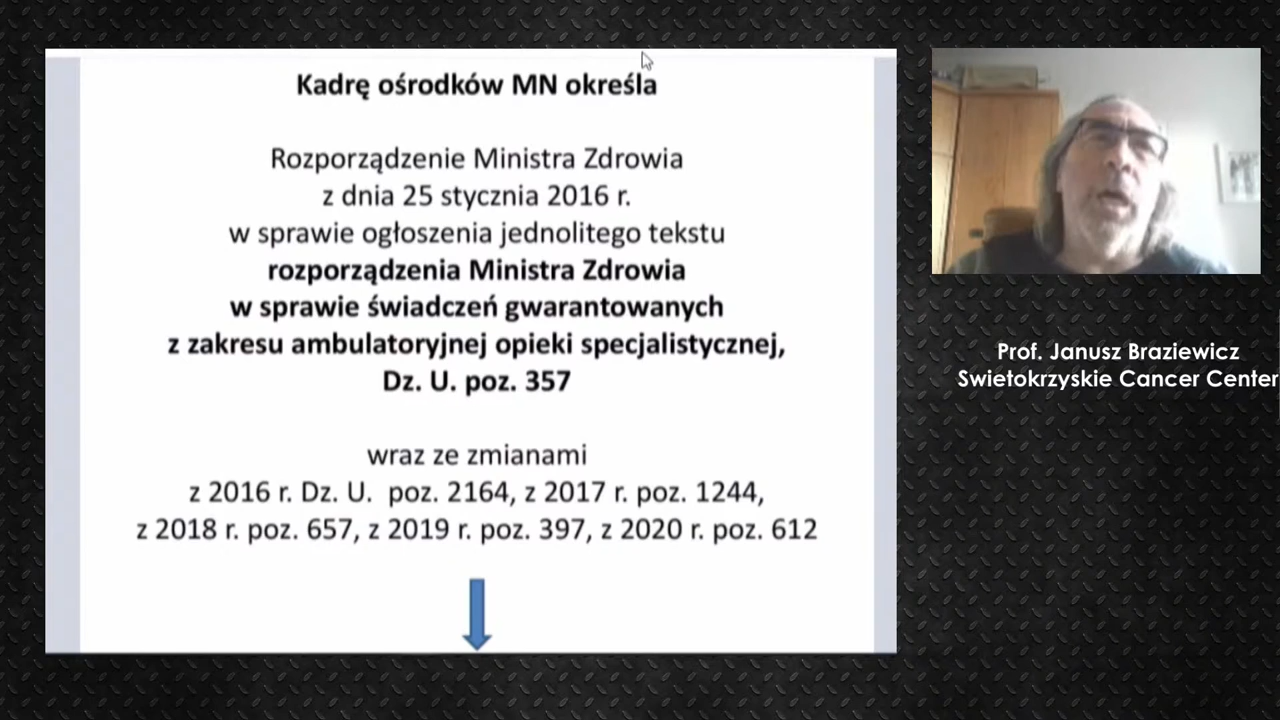 Kadrę ośrodków MN określa
Rozporządzenie Ministra Zdrowia
z dnia 25 stycznia 2016 r.
w sprawie ogłoszenia jednolitego tekstu
rozporządzenia Ministra Zdrowia
w sprawie świadczeń gwarantowanych
z zakresu ambulatoryjnej opieki specjalistycznej,
Dz. U. poz. 357
wraz ze zmianami
z 2016 r. Dz. U. poz. 2164, z 2017 r. poz. 1244,
z 2018 r. poz. 657, z 2019 r. poz. 397, z 2020 r. poz. 612
Prof. Janusz Braziewicz
Swietokrzyskie Cancer Center